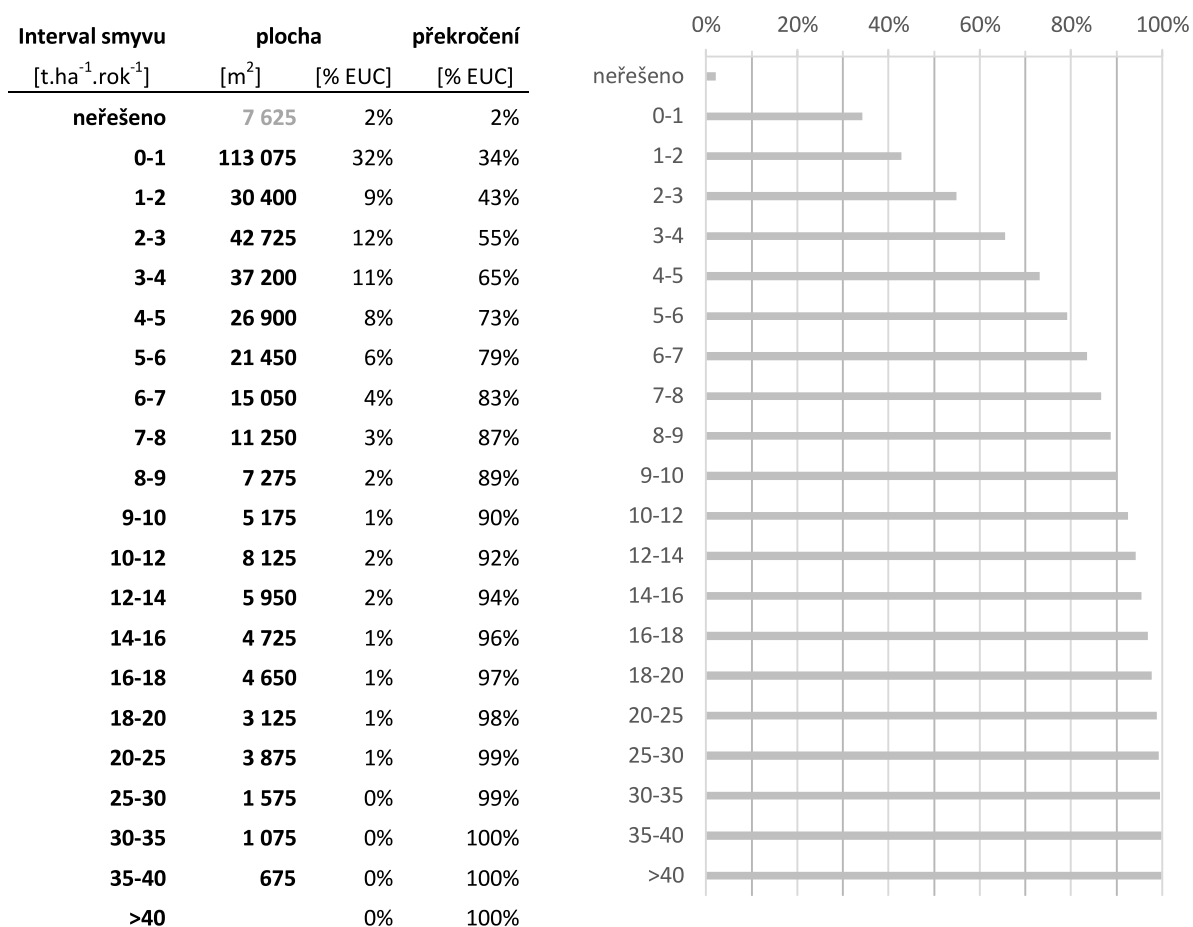 Interval smyvu plocha překročení
[t.ha⁻¹.rok⁻¹] [m²] [% EUC] [% EUC]
neřešeno 7 625 2% 2%
0-1 113 075 32% 34%
1-2 30 400 9% 43%
2-3 42 725 12% 55%
3-4 37 200 11% 65%
4-5 26 900 8% 73%
5-6 21 450 6% 79%
6-7 15 050 4% 83%
7-8 11 250 3% 87%
8-9 7 275 2% 89%
9-10 5 175 1% 90%
10-12 8 125 2% 92%
12-14 5 950 2% 94%
14-16 4 725 1% 96%
16-18 4 650 1% 97%
18-20 3 125 1% 98%
20-25 3 875 1% 99%
25-30 1 575 0% 99%
30-35 1 075 0% 100%
35-40 675 0% 100%
>40 0% 100%
0% 20% 40% 60% 80% 100%
neřešeno
0-1
1-2
2-3
3-4
4-5
5-6
6-7
7-8
8-9
9-10
10-12
12-14
14-16
16-18
18-20
20-25
25-30
30-35
35-40
>40